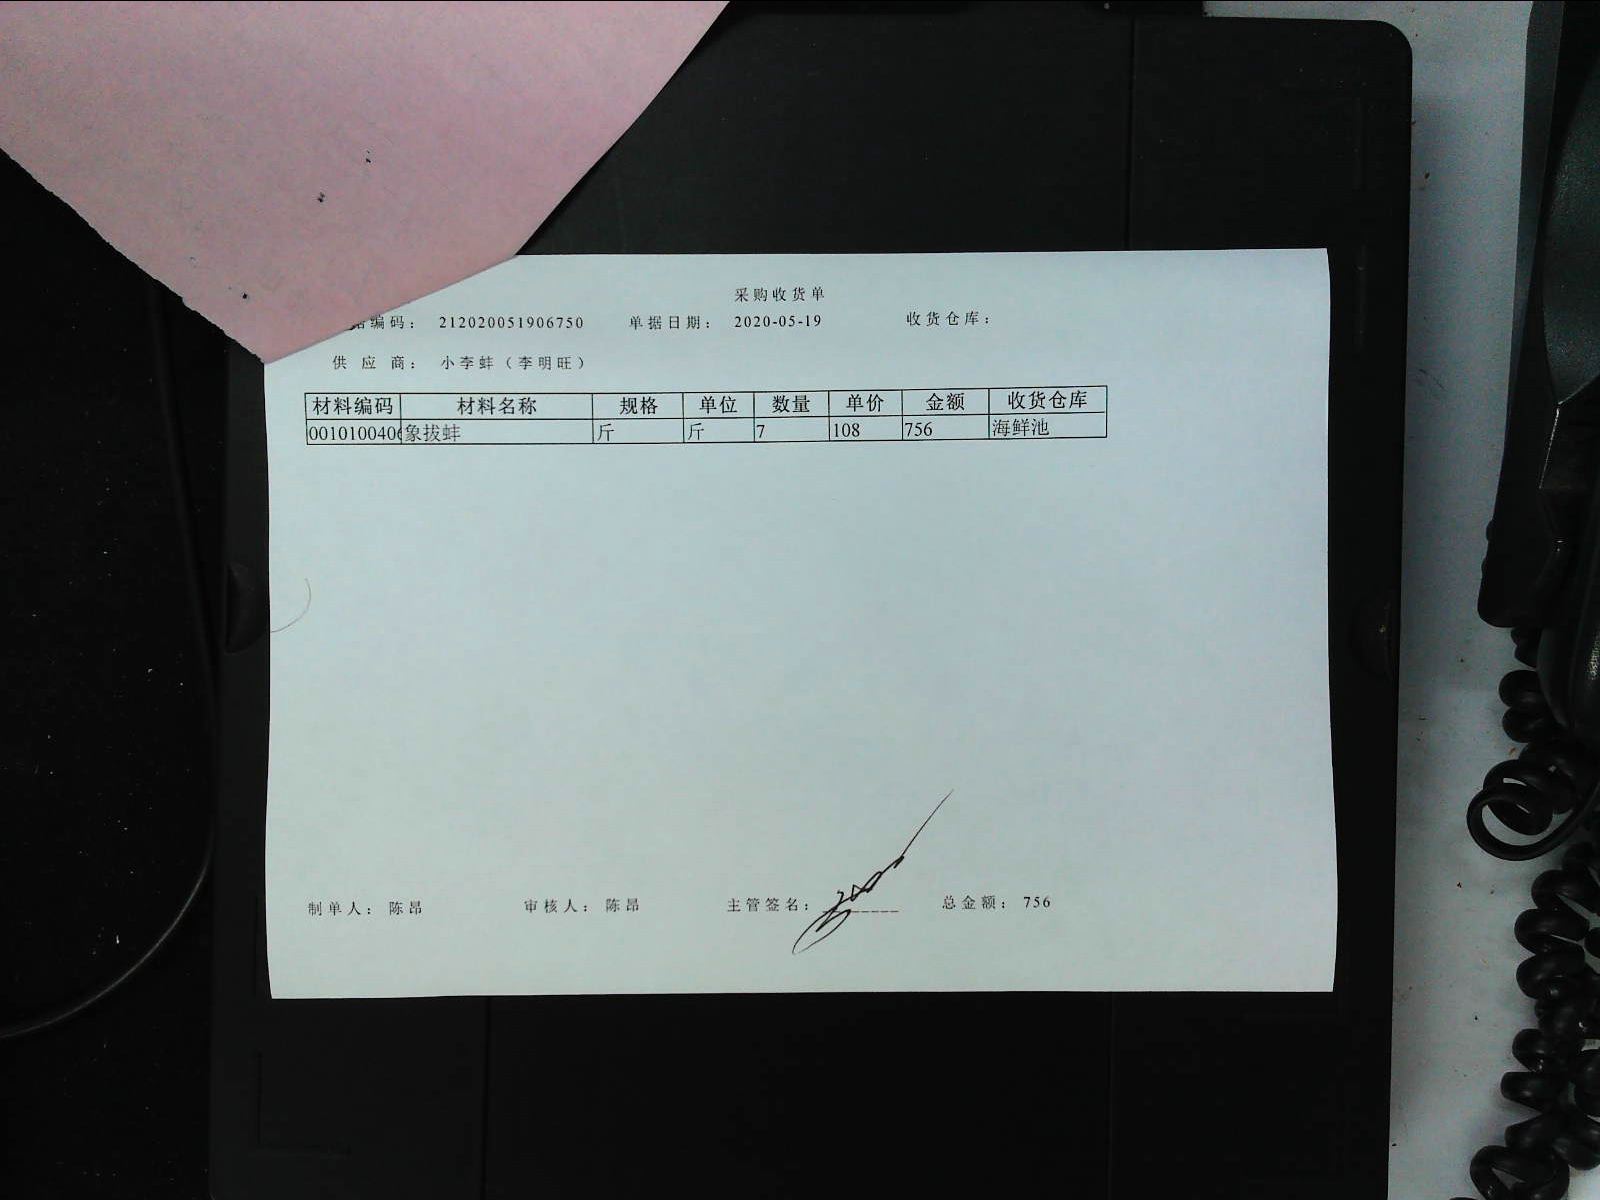 采购收货单
编码： 212020051906750 单据日期： 2020-05-19 收货仓库：
供 应 商： 小李蚌（李明旺）
材料编码 材料名称 规格 单位 数量 单价 金额 收货仓库
0010100406 象拔蚌 斤 斤 7 108 756 海鲜池
制单人： 陈昂 审核人： 陈昂 主管签名： 总金额： 756